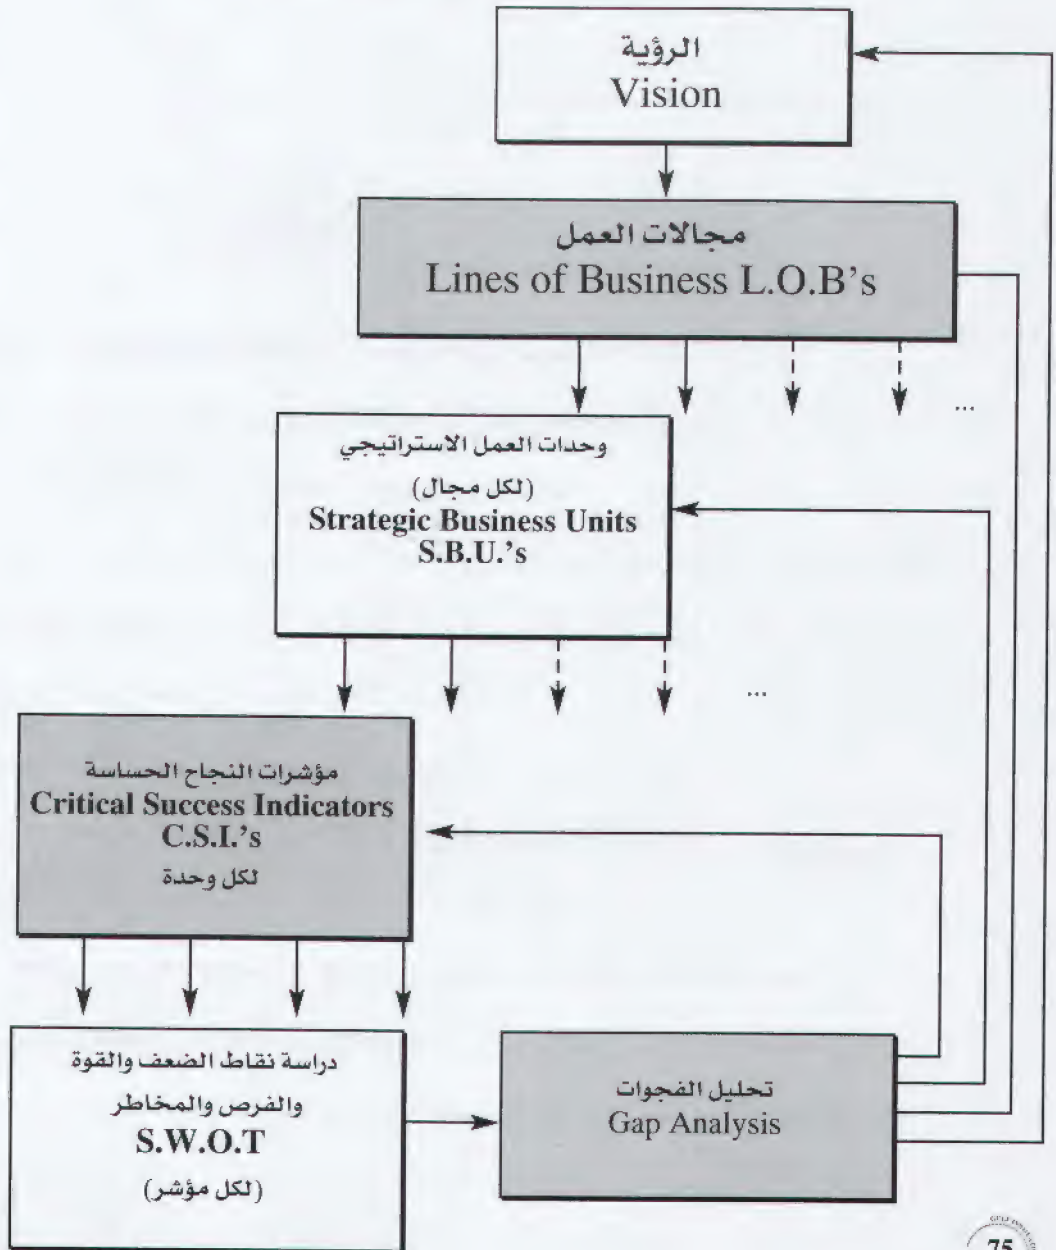 الرؤية
Vision
مجالات العمل
Lines of Business L.O.B's
...
وحدات العمل الاستراتيجي
(لكل مجال)
Strategic Business Units
S.B.U.'s
...
مؤشرات النجاح الحساسة
Critical Success Indicators
C.S.I.'s
لكل وحدة
دراسة نقاط الضعف والقوة
والفرص والمخاطر
S.W.O.T
(لكل مؤشر)
تحليل الفجوات
Gap Analysis
75